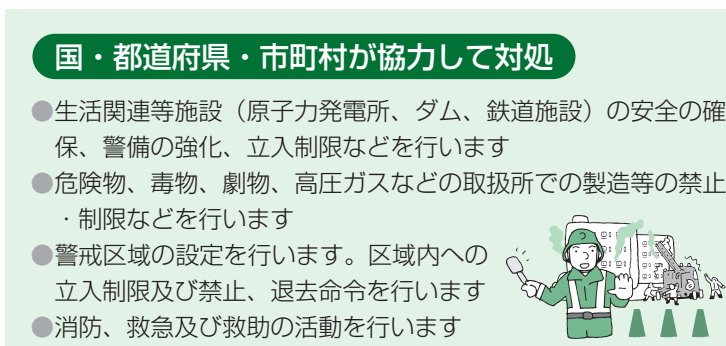 国・都道府県・市町村が協力して対処
●生活関連等施設（原子力発電所、ダム、鉄道施設）の安全の確
保、警備の強化、立入制限などを行います
●危険物、毒物、劇物、高圧ガスなどの取扱所での製造等の禁止
・制限などを行います
●警戒区域の設定を行います。区域内への
立入制限及び禁止、退去命令を行います
●消防、救急及び救助の活動を行います